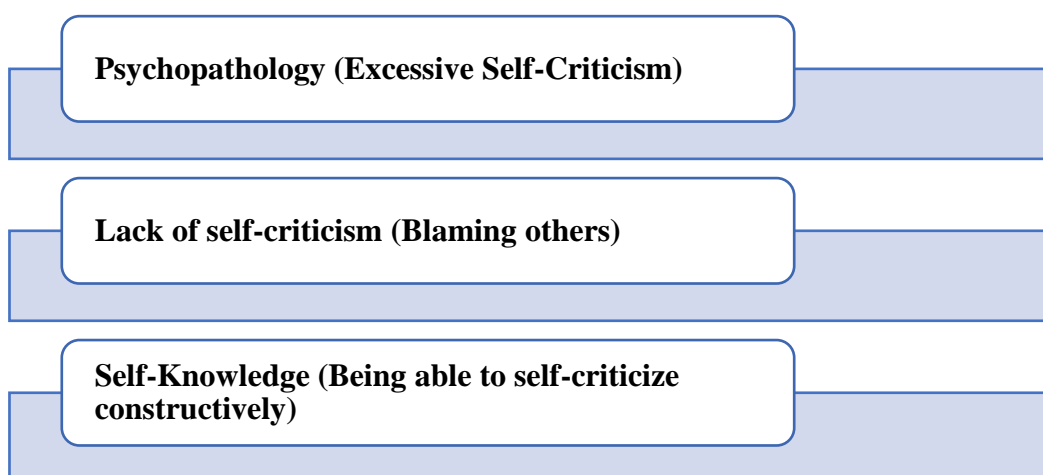 Psychopathology (Excessive Self-Criticism)
Lack of self-criticism (Blaming others)
Self-Knowledge (Being able to self-criticize
constructively)